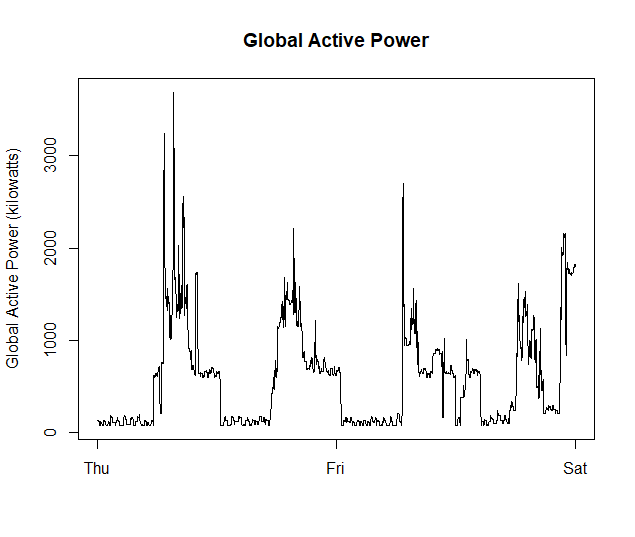 Global Active Power
Global Active Power (kilowatts)
3000
2000
1000
0
Thu Fri Sat